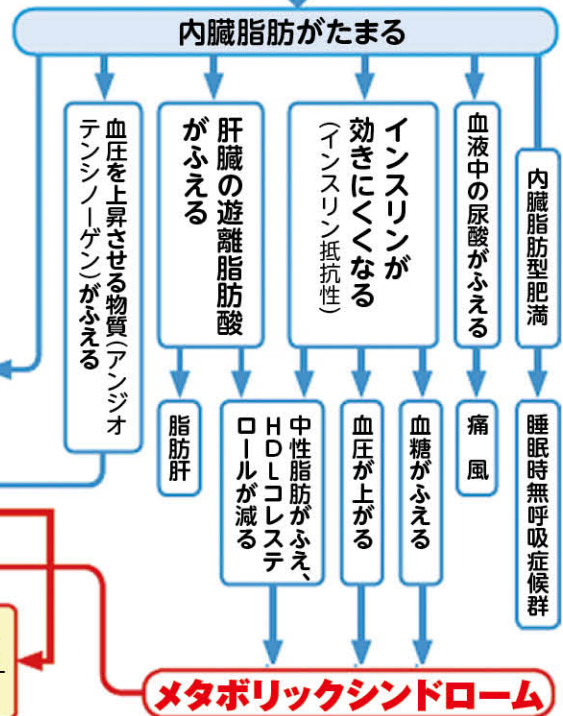 内臓脂肪がたまる
内臓脂肪型肥満
血液中の尿酸がふえる
インスリンが
効きにくくなる
（インスリン抵抗性）
肝臓の遊離脂肪酸
がふえる
血圧を上昇させる物質（アンジオ
テンシノーゲン）がふえる
睡眠時無呼吸症候群
痛風
血糖がふえる
血圧が上がる
中性脂肪がふえ、
HDLコレステ
ロールが減る
脂肪肝
メタボリックシンドローム